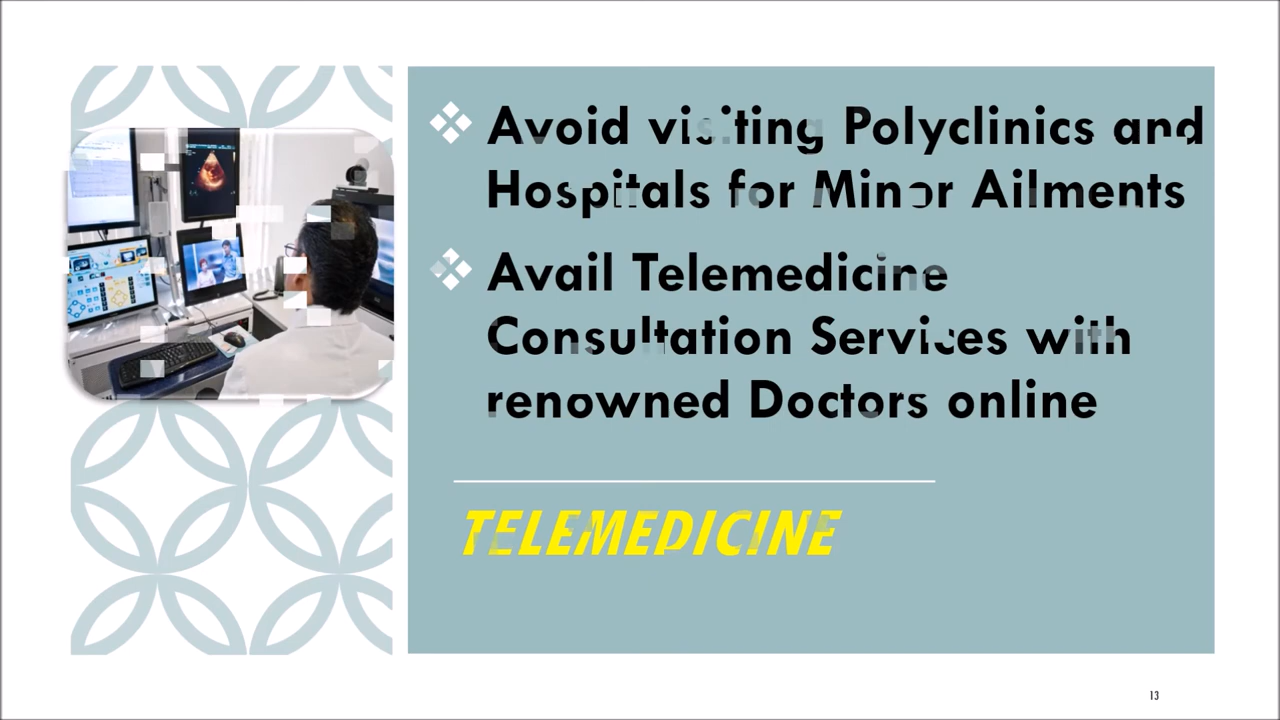 Avoid visiting Polyclinics and
Hospitals for Minor Ailments
Avail Telemedicine
Consultation Services with
renowned Doctors online
TELEMEDICINE
13